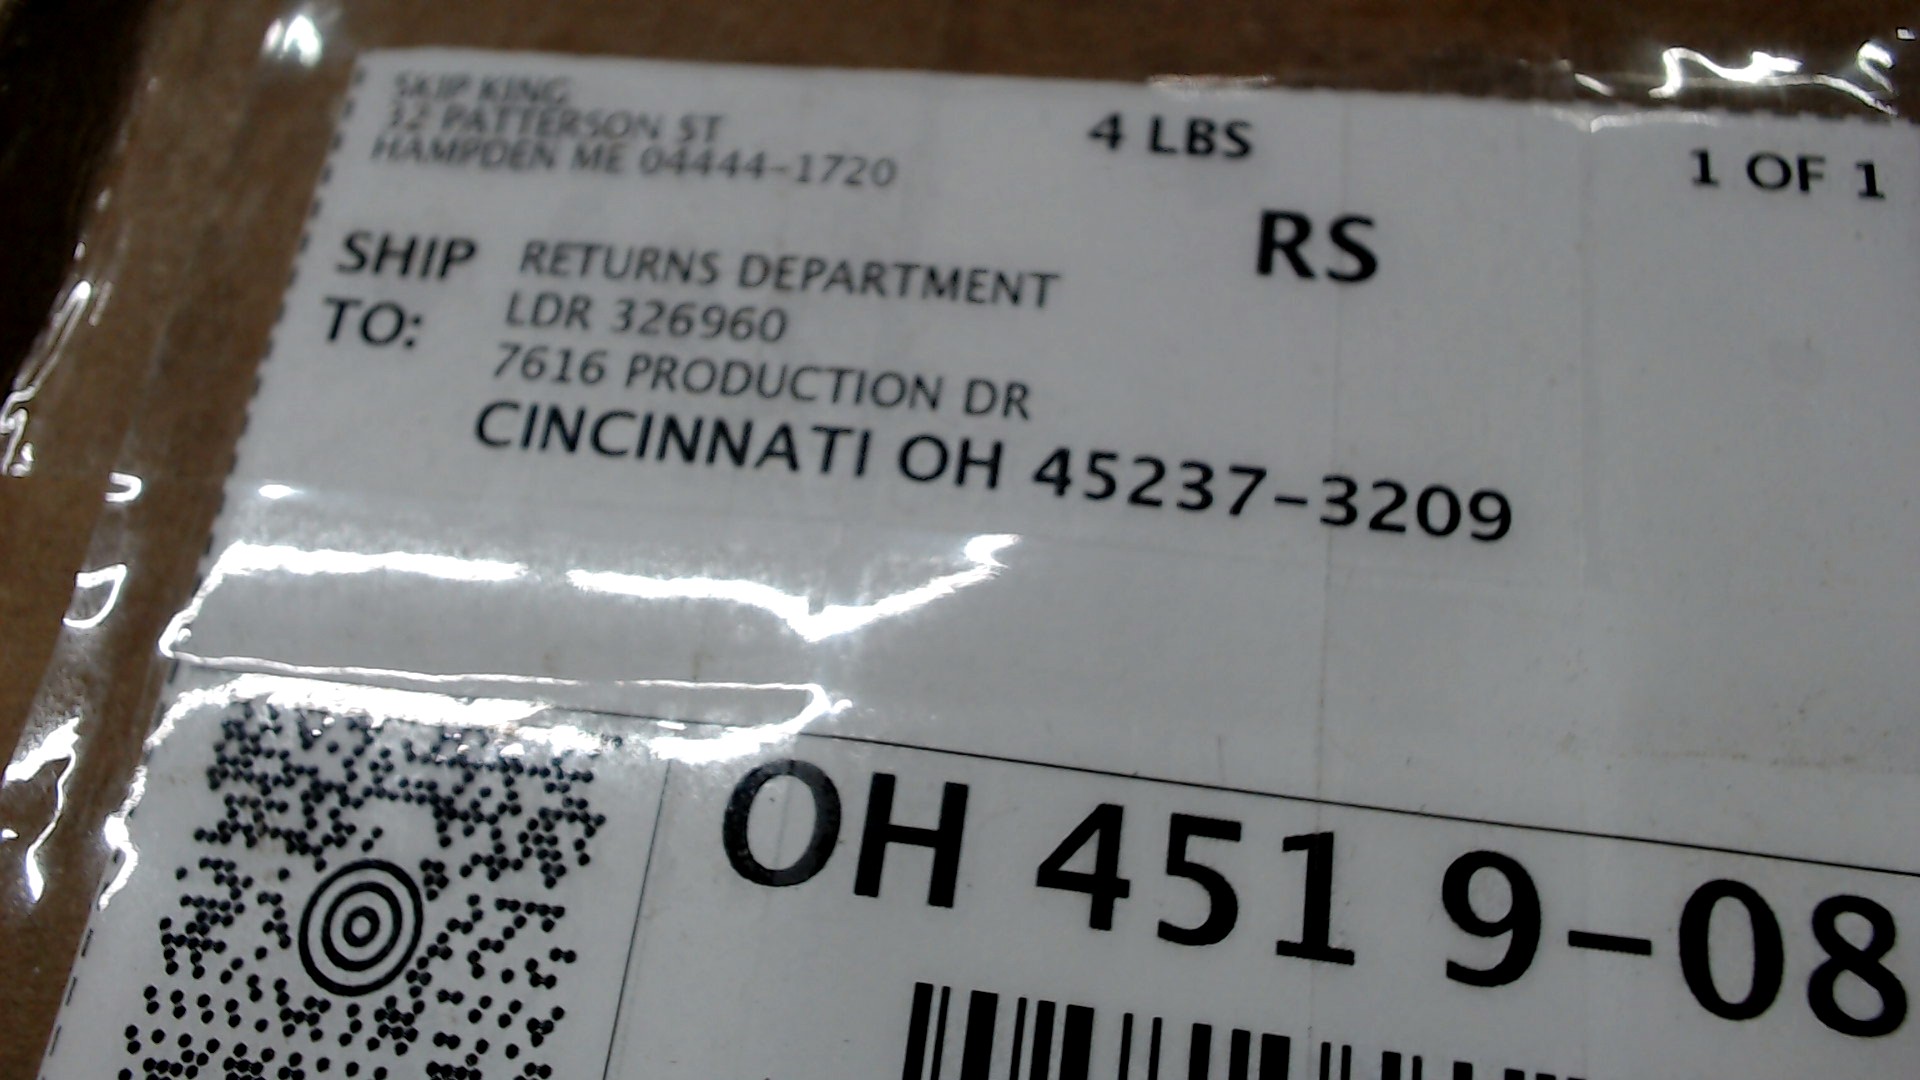 SKIP KING
12 PATTERSON ST
HAMPDEN ME 04444-1720
4 LBS
1 OF 1
RS
SHIP TO:
RETURNS DEPARTMENT
LDR 326960
7616 PRODUCTION DR
CINCINNATI OH 45237-3209
OH 451 9-08